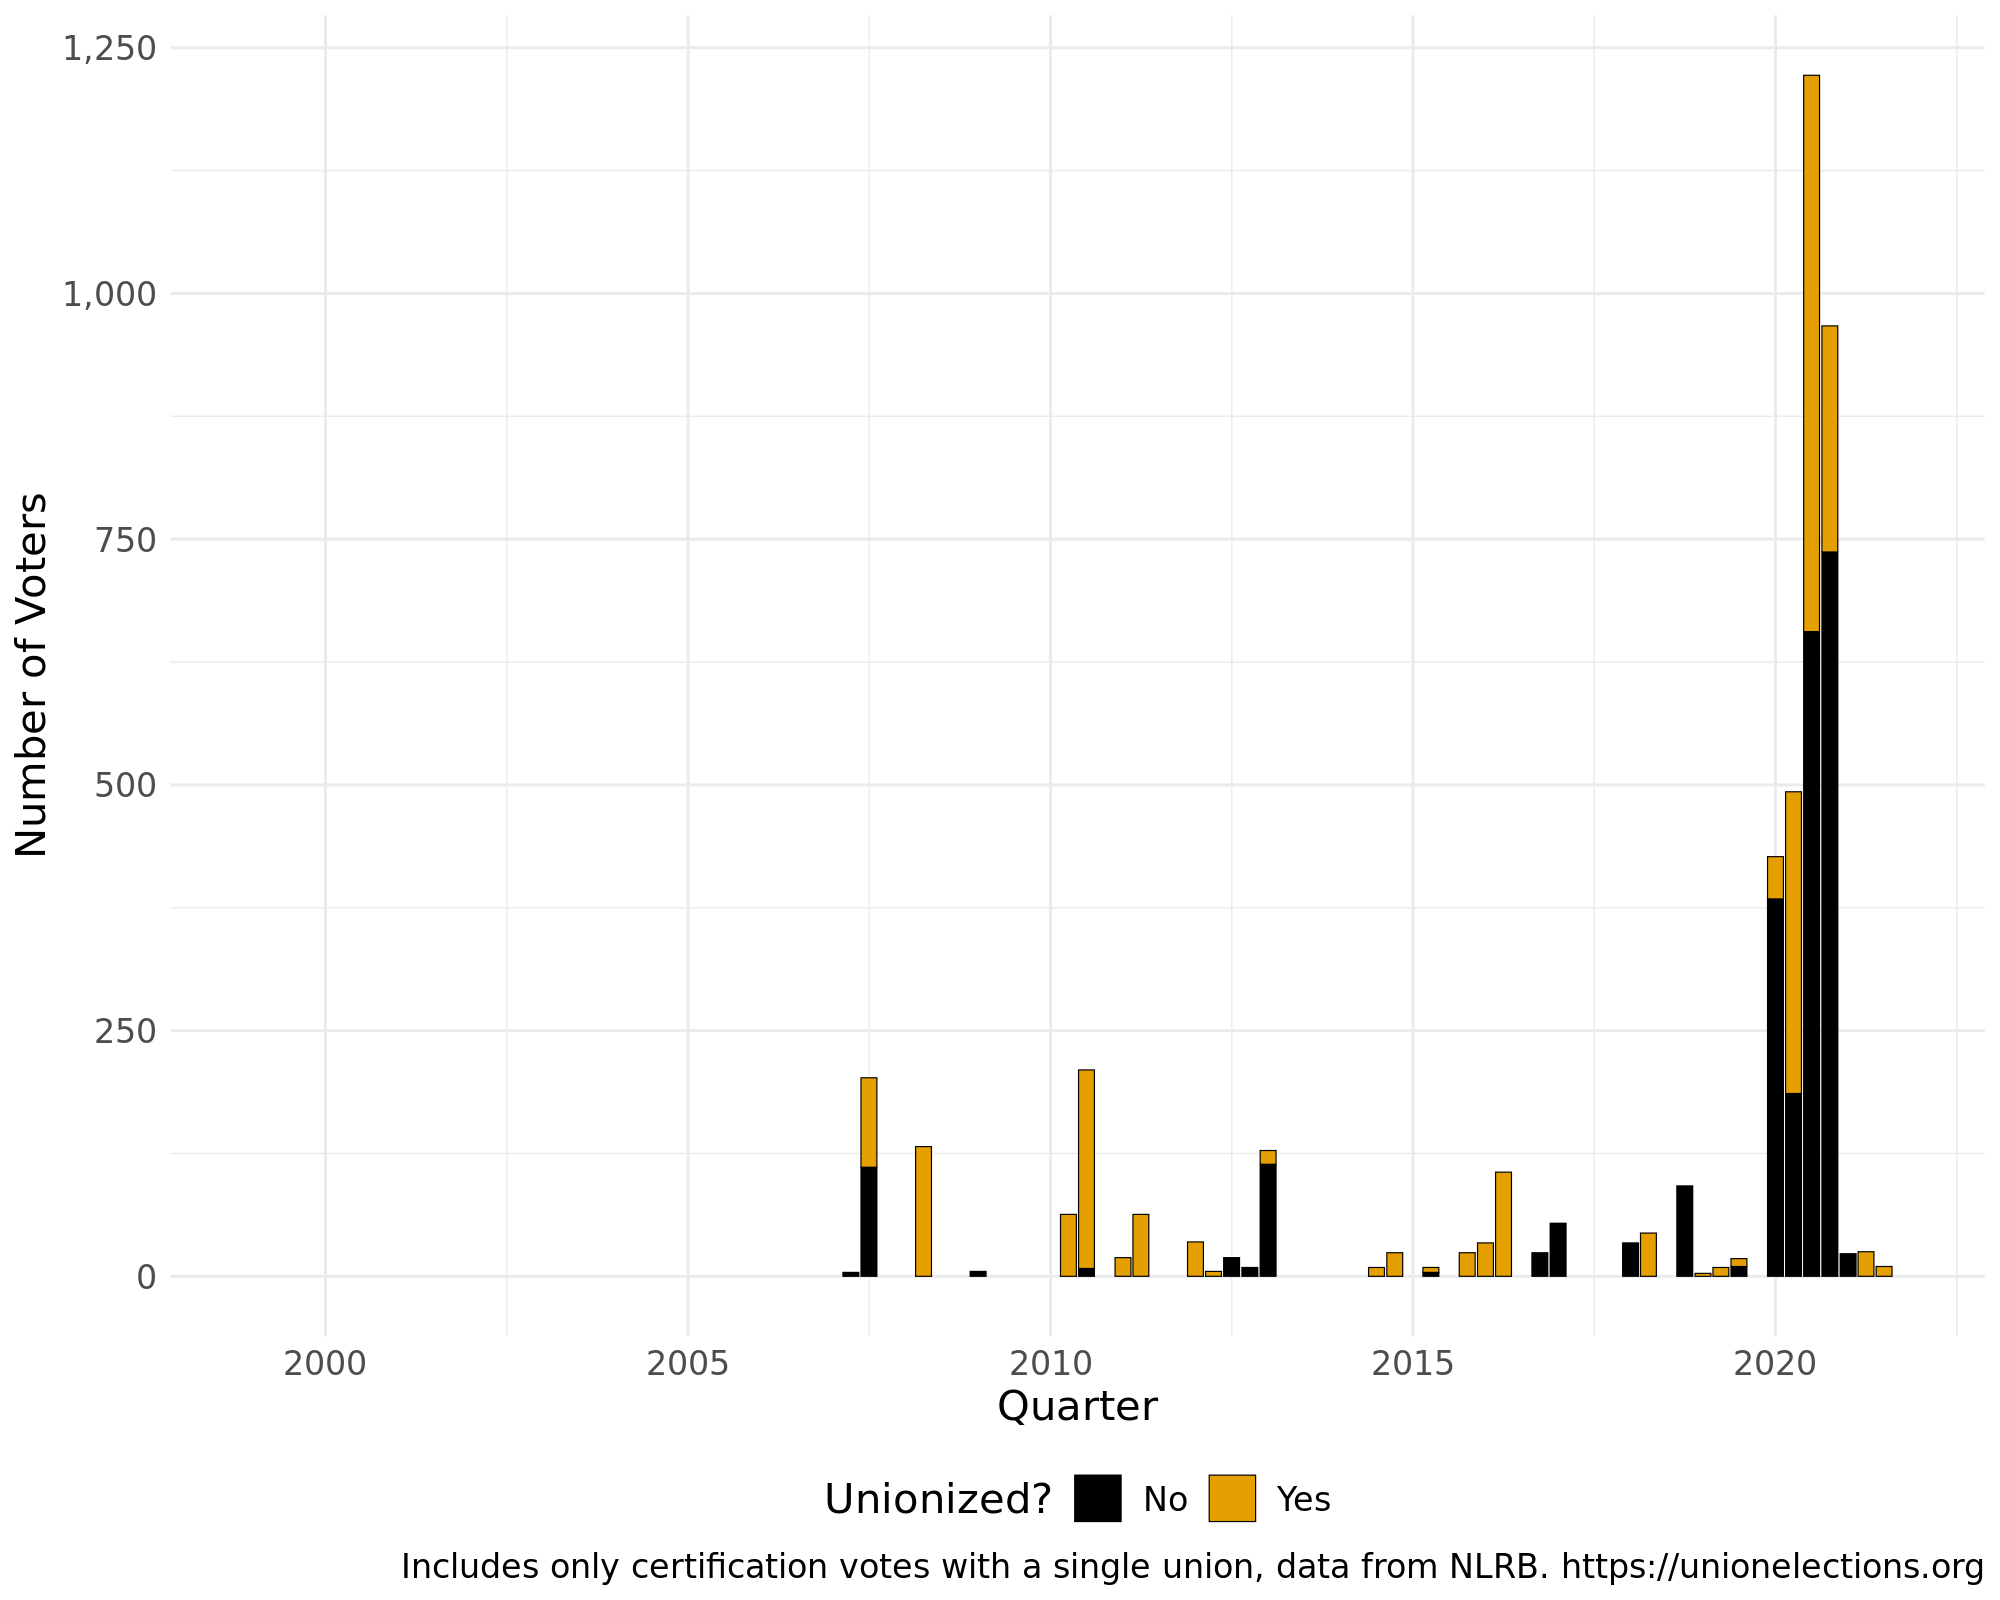 1,250
1,000
750
500
250
0
Number of Voters
2000 2005 2010 2015 2020
Quarter
Unionized? No Yes
Includes only certification votes with a single union, data from NLRB. https://unionelections.org